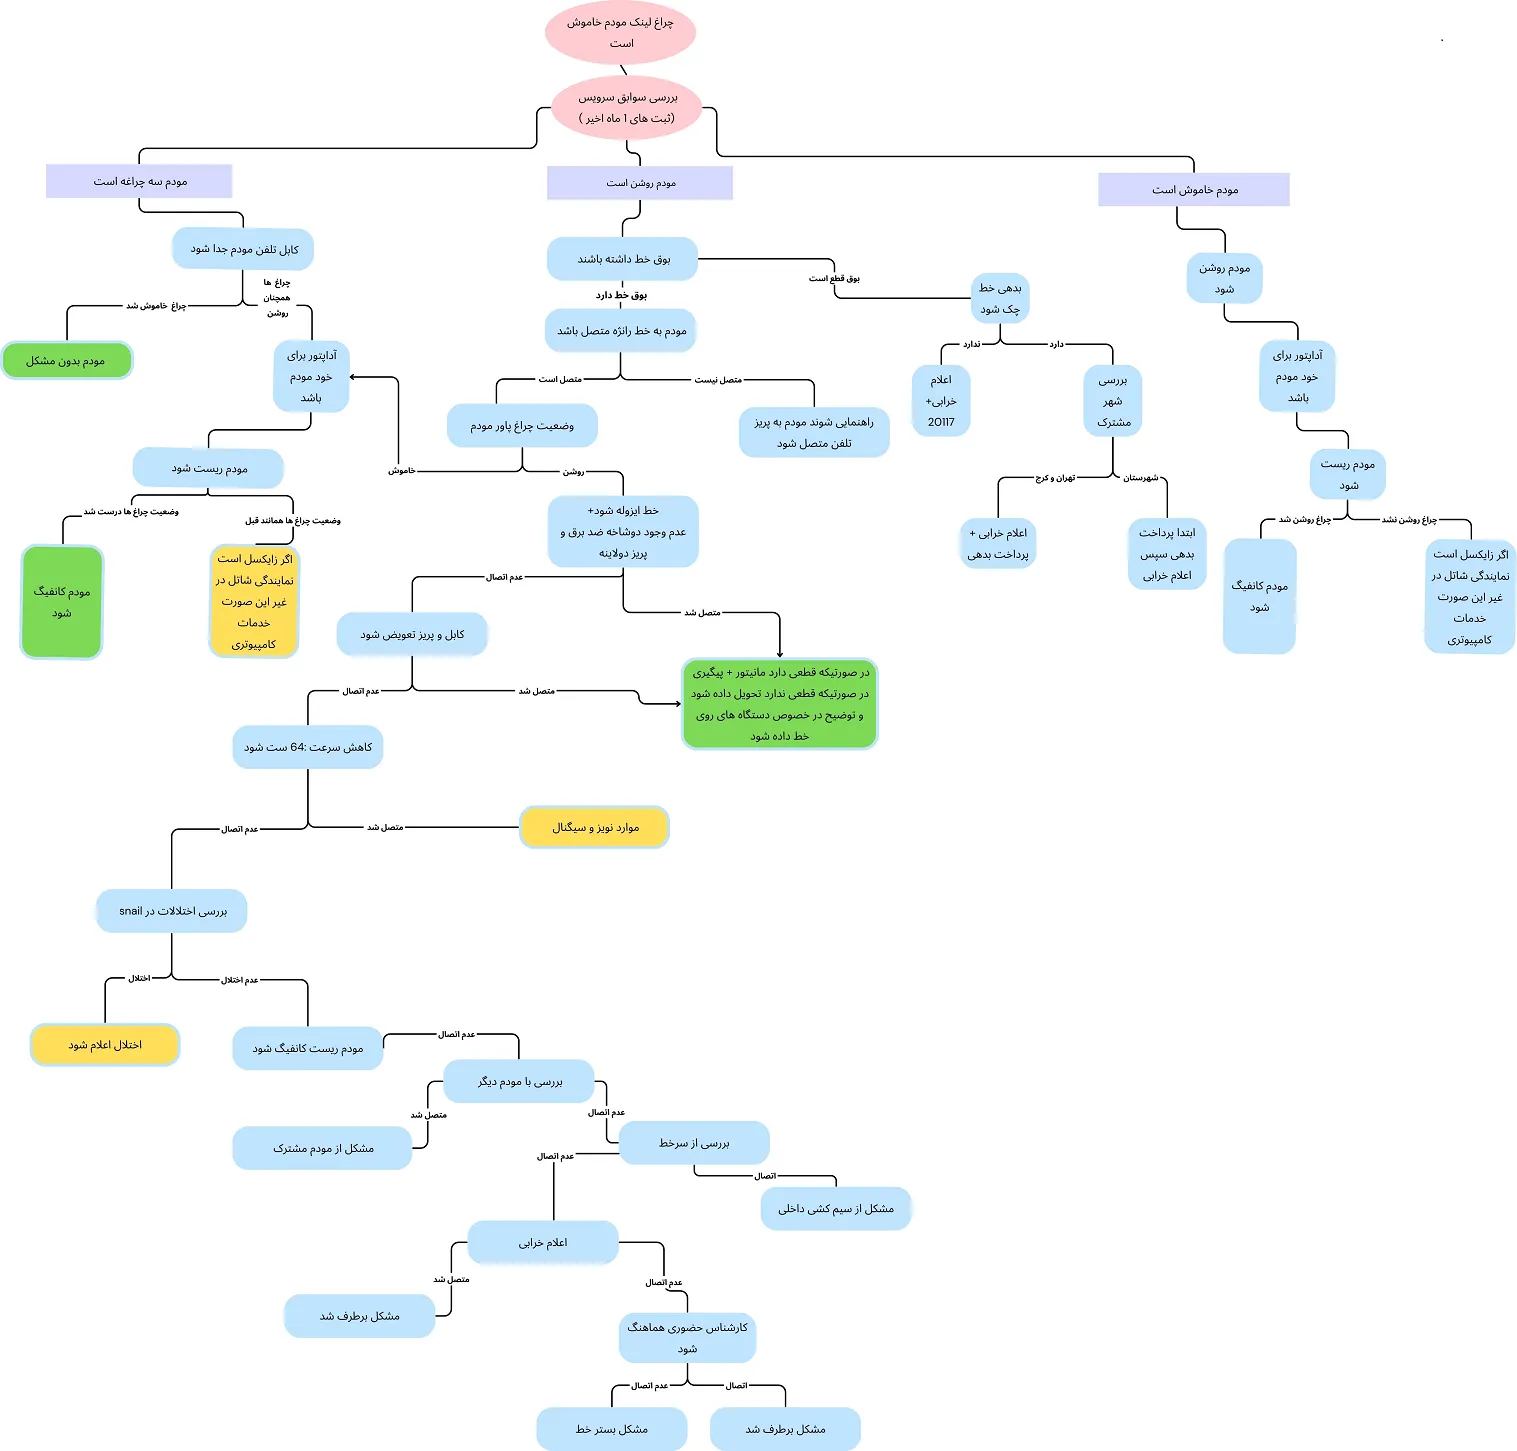 چراغ لینک مودم خاموش
است
بررسی سوابق سرویس
(ثبت های 1 ماه اخیر )
مودم سه چراغه است
مودم روشن است
مودم خاموش است
کابل تلفن مودم جدا شود
چراغ ها
همچنان
روشن
چراغ خاموش شد
مودم بدون مشکل
آداپتور برای
خود مودم
باشد
مودم ریست شود
وضعیت چراغ ها درست شد
وضعیت چراغ ها همانند قبل
مودم کانفیگ
شود
اگر زایکسل است
نمایندگی شاتل در
غیر این صورت
خدمات
کامپیوتری
بوق خط داشته باشند
بوق قطع است
بوق خط دارد
مودم به خط رانژه متصل باشد
متصل است
متصل نیست
وضعیت چراغ پاور مودم
راهنمایی شوند مودم به پریز
تلفن متصل شود
خاموش
روشن
خط ایزوله شود+
عدم وجود دوشاخه ضد برق و
پریز دولاینه
عدم اتصال
متصل شد
کابل و پریز تعویض شود
در صورتیکه قطعی دارد مانیتور + پیگیری
در صورتیکه قطعی ندارد تحویل داده شود
و توضیح در خصوص دستگاه های روی
خط داده شود
عدم اتصال
متصل شد
کاهش سرعت :64 ست شود
عدم اتصال
متصل شد
موارد نویز و سیگنال
بررسی اختلالات در snail
اختلال
عدم اختلال
اختلال اعلام شود
مودم ریست کانفیگ شود
عدم اتصال
بررسی با مودم دیگر
متصل شد
عدم اتصال
مشکل از مودم مشترک
بررسی از سرخط
عدم اتصال
اتصال
مشکل از سیم کشی داخلی
اعلام خرابی
متصل شد
عدم اتصال
مشکل برطرف شد
کارشناس حضوری هماهنگ
شود
عدم اتصال
اتصال
مشکل بستر خط
مشکل برطرف شد
بدهی خط
چک شود
ندارد
دارد
اعلام
خرابی+
20117
بررسی
شهر
مشترک
تهران و کرج
شهرستان
اعلام خرابی +
پرداخت بدهی
ابتدا پرداخت
بدهی سپس
اعلام خرابی
مودم روشن
شود
آداپتور برای
خود مودم
باشد
مودم ریست
شود
چراغ روشن شد
چراغ روشن نشد
مودم کانفیگ
شود
اگر زایکسل است
نمایندگی شاتل در
غیر این صورت
خدمات
کامپیوتری